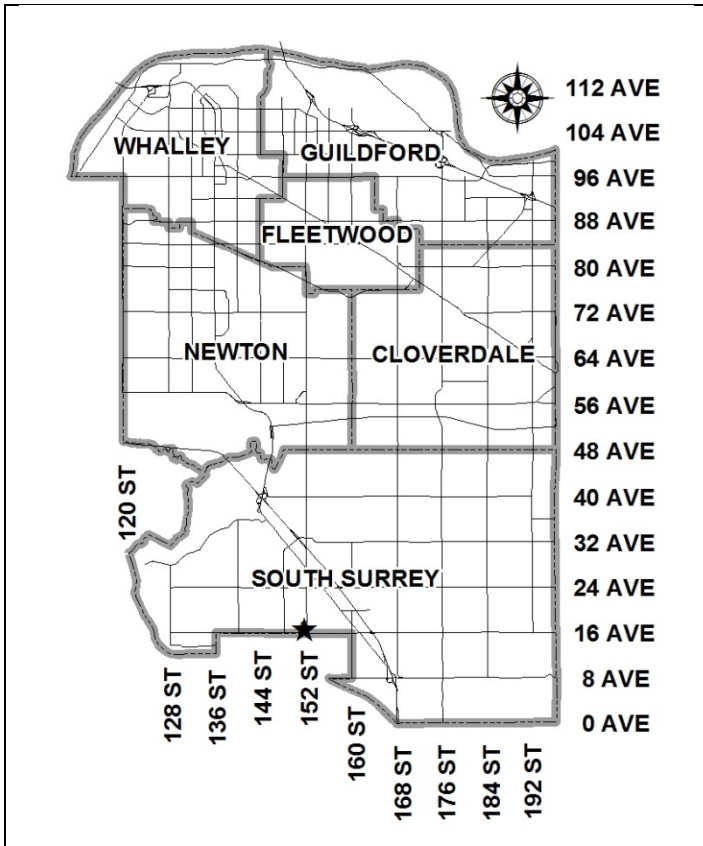 112 AVE
104 AVE
WHALLEY
GUILDFORD
96 AVE
88 AVE
FLEETWOOD
80 AVE
72 AVE
NEWTON
CLOVERDALE
64 AVE
56 AVE
48 AVE
120 ST
40 AVE
32 AVE
SOUTH SURREY
24 AVE
16 AVE
8 AVE
0 AVE
128 ST
136 ST
144 ST
152 ST
160 ST
168 ST
176 ST
184 ST
192 ST